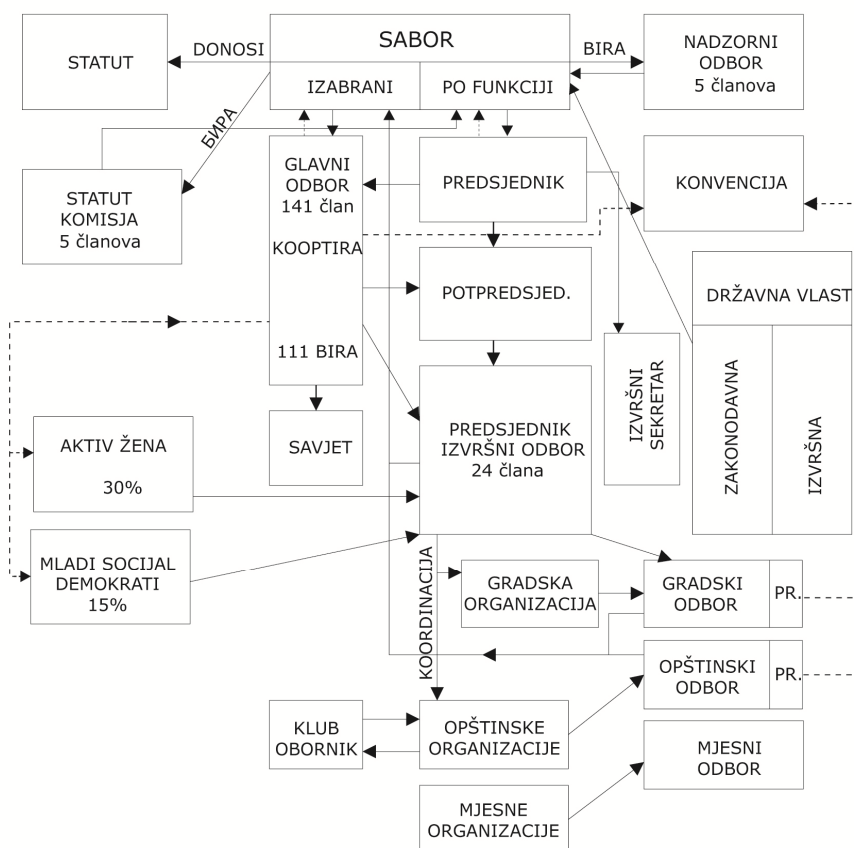 STATUT
DONOSI
SABOR
BIRA
NADZORNI
ODBOR
5 članova
IZABRANI
PO FUNKCIJI
БИРА
STATUT
KOMISJA
5 članova
GLAVNI
ODBOR
141 član
KOOPTIRA
111 BIRA
PREDSJEDNIK
KONVENCIJA
POTPREDSJED.
DRŽAVNA VLAST
ZAKONODAVNA
IZVRŠNA
IZVRŠNI
SEKRETAR
SAVJET
PREDSJEDNIK
IZVRŠNI ODBOR
24 člana
AKTIV ŽENA
30%
MLADI SOCIJAL
DEMOKRATI
15%
KOORDINACIJA
GRADSKA
ORGANIZACIJA
GRADSKI
ODBOR
PR.
OPŠTINSKI
ODBOR
PR.
KLUB
OBORNIK
OPŠTINSKE
ORGANIZACIJE
MJESNI
ODBOR
MJESNE
ORGANIZACIJE